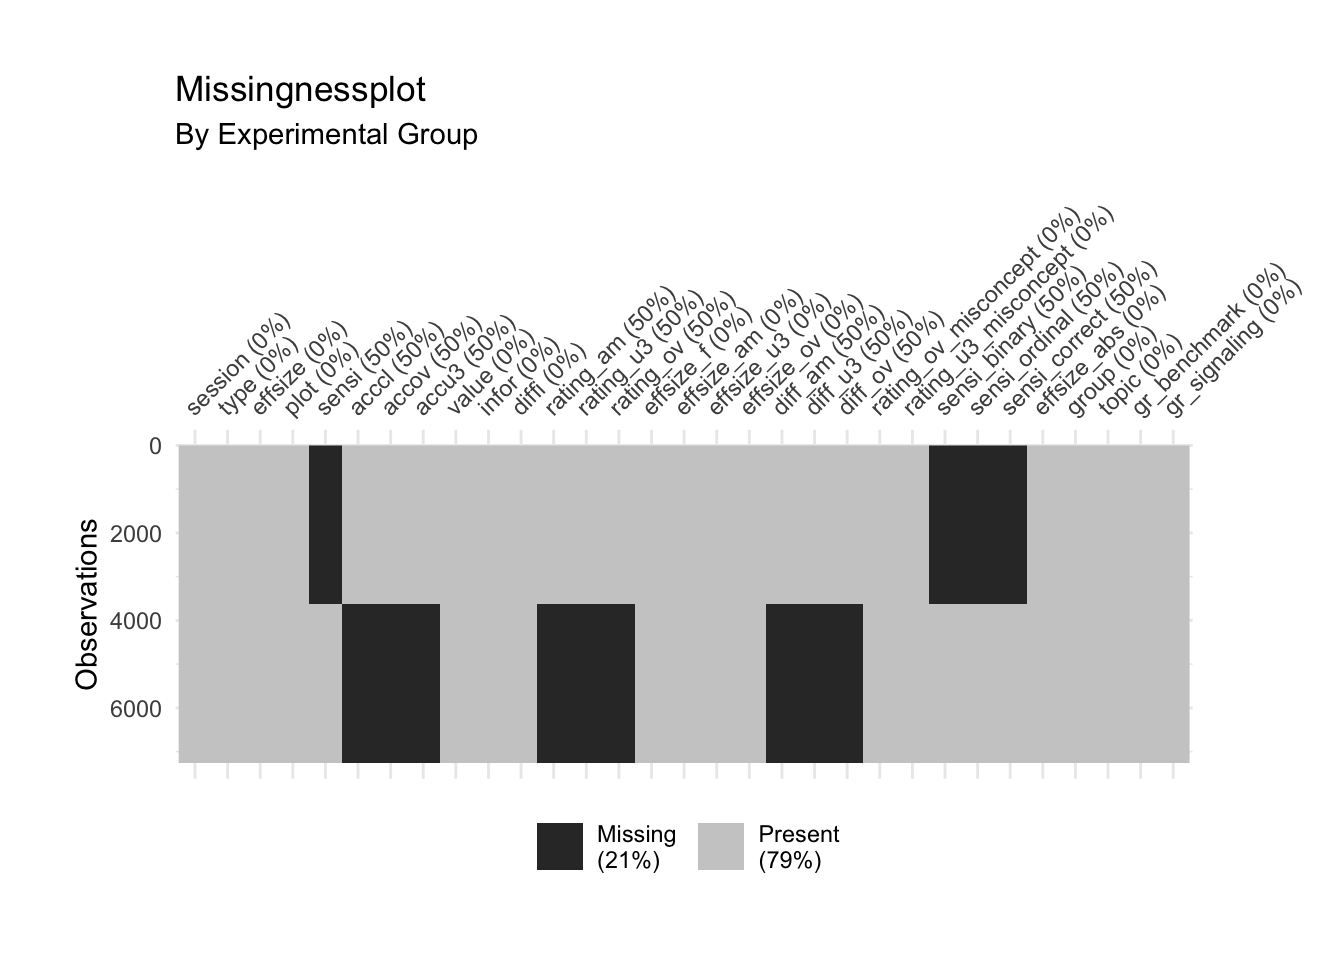 Missingnessplot
By Experimental Group
session (0%)
type (0%)
effsize (0%)
plot (0%)
sensi (50%)
acccl (50%)
accov (50%)
accu3 (50%)
value (0%)
infor (0%)
diffi (0%)
rating_am (50%)
rating_u3 (50%)
rating_ov (50%)
effsize_f (0%)
effsize_am (0%)
effsize_u3 (0%)
effsize_ov (0%)
diff_am (50%)
diff_u3 (50%)
diff_ov (50%)
rating_ov_misconcept (0%)
rating_u3_misconcept (0%)
sensi_binary (50%)
sensi_ordinal (50%)
sensi_correct (50%)
effsize_abs (0%)
group (0%)
topic (0%)
gr_benchmark (0%)
gr_signaling (0%)
0
2000
4000
6000
Observations
Missing
(21%)
Present
(79%)